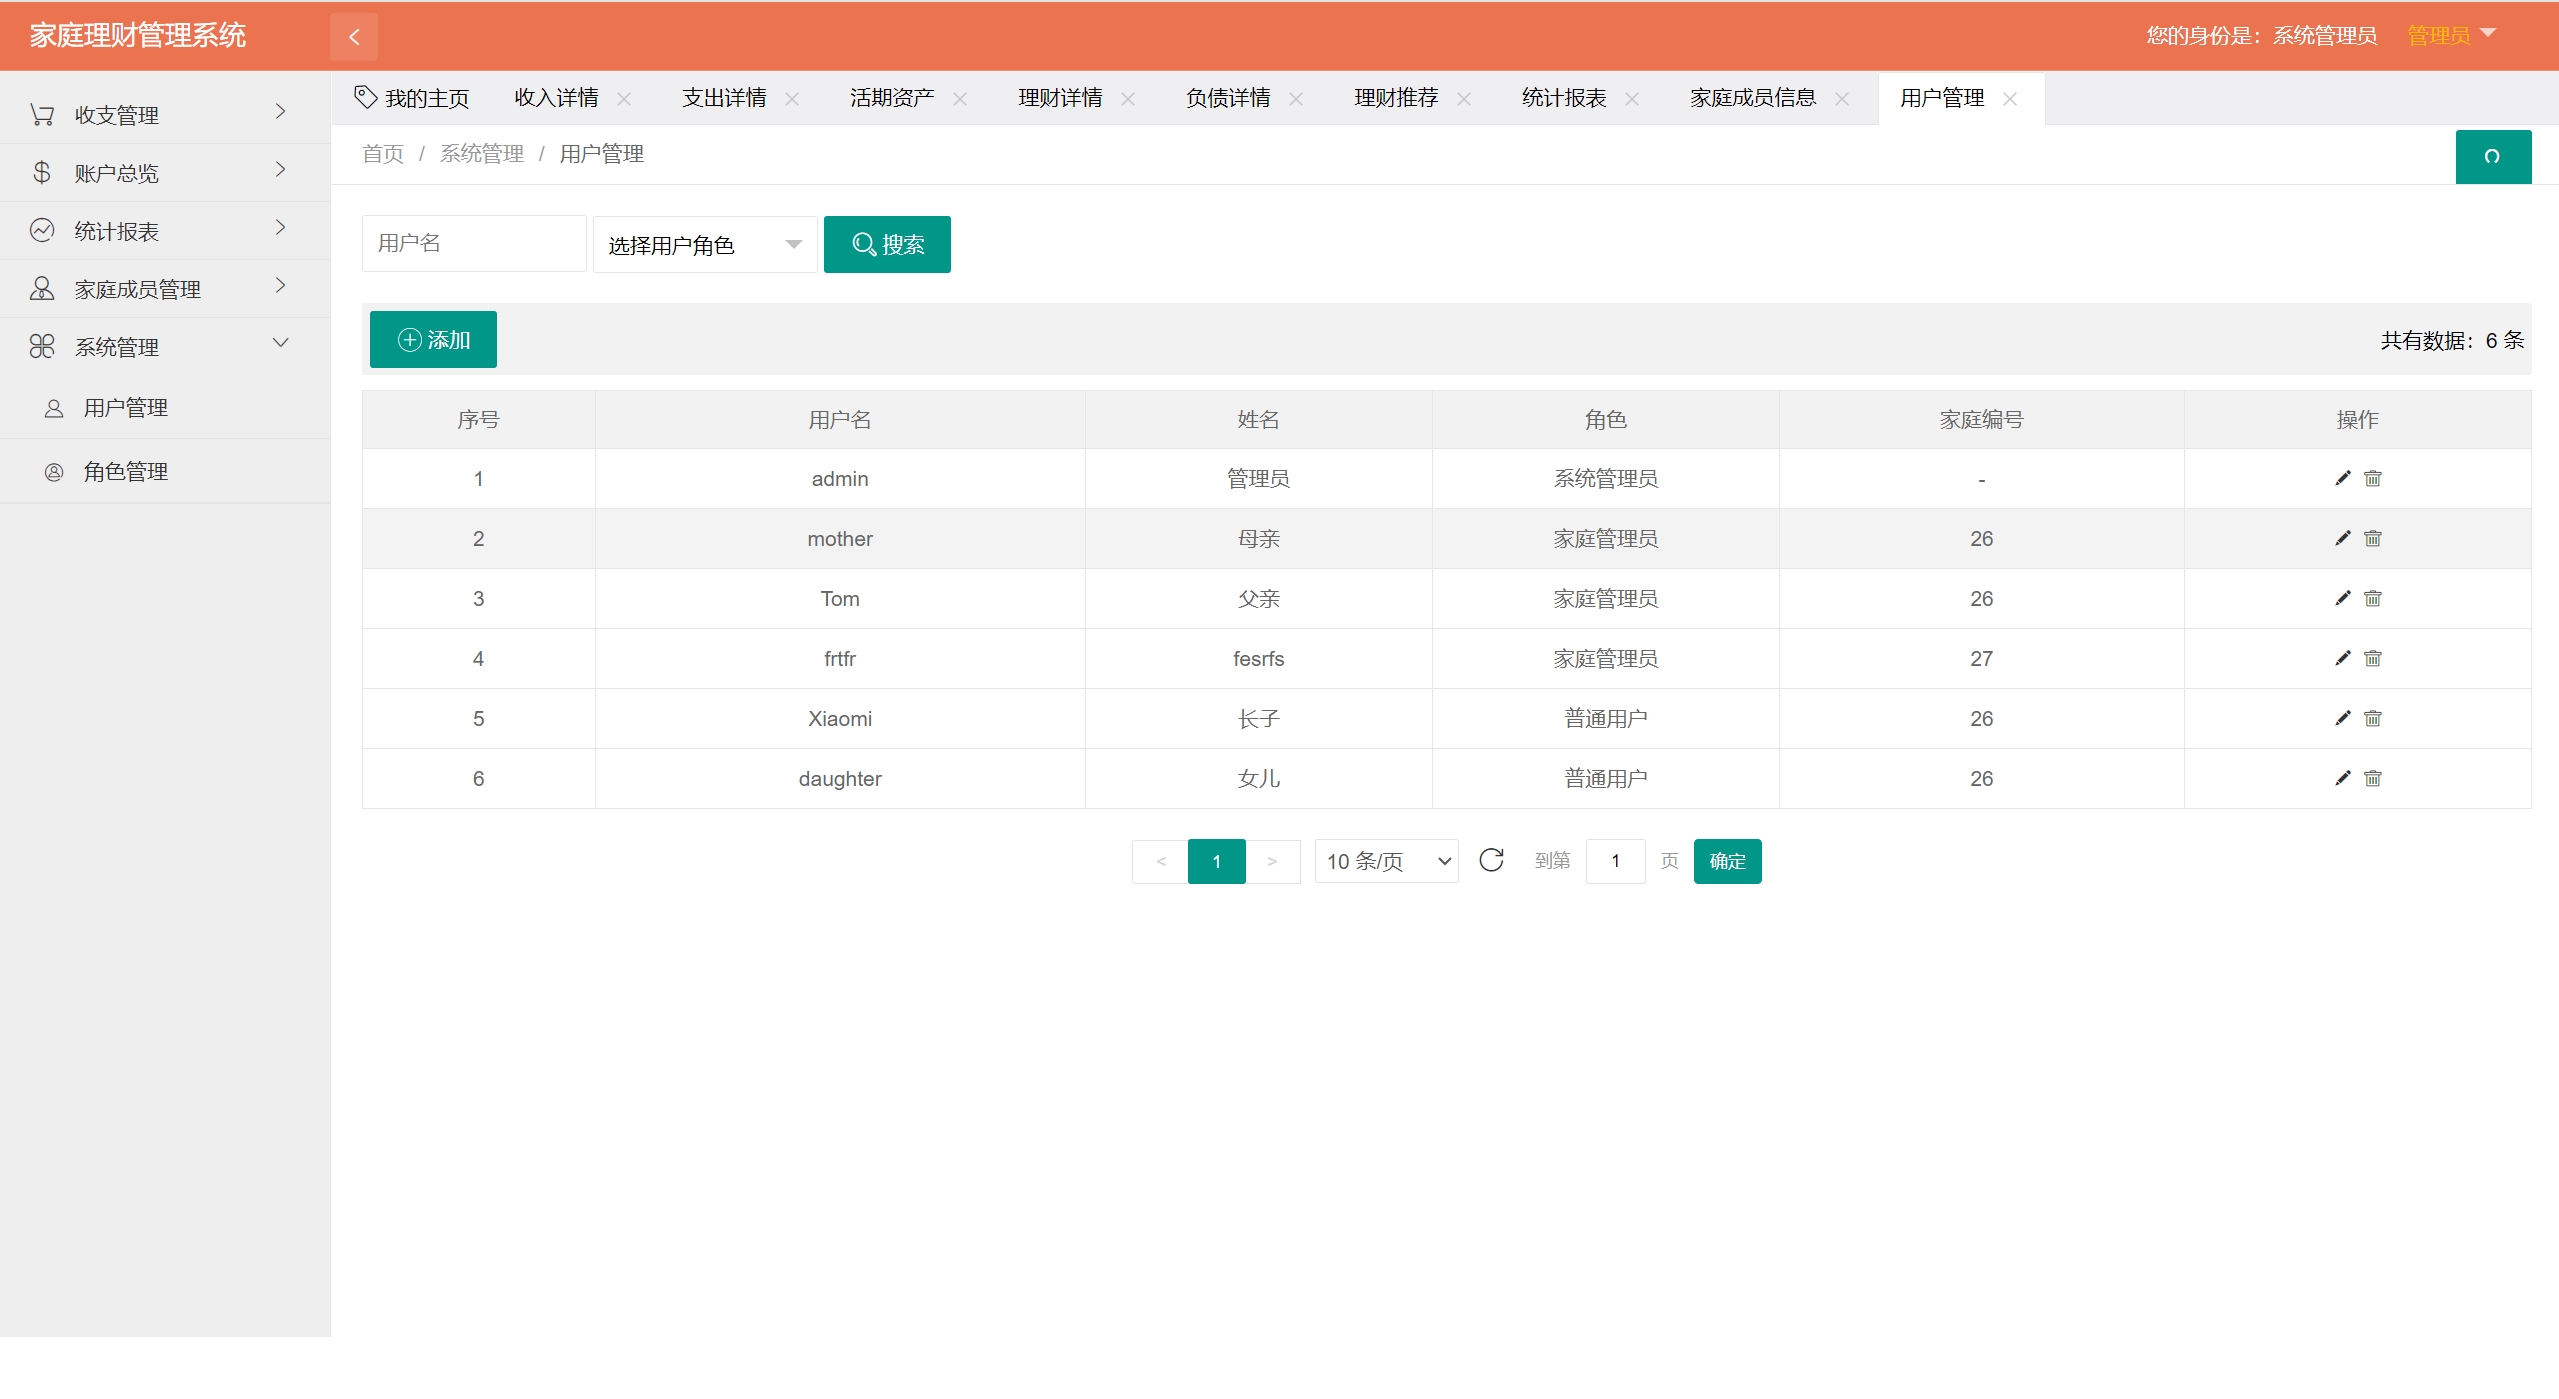 家庭理财管理系统
您的身份是：系统管理员 管理员
收支管理
账户总览
统计报表
家庭成员管理
系统管理
用户管理
角色管理
我的主页 收入详情 支出详情 活期资产 理财详情 负债详情 理财推荐 统计报表 家庭成员信息 用户管理
首页 / 系统管理 / 用户管理
用户名 选择用户角色 搜索
添加 共有数据：6 条
序号 用户名 姓名 角色 家庭编号 操作
1 admin 管理员 系统管理员 -
2 mother 母亲 家庭管理员 26
3 Tom 父亲 家庭管理员 26
4 frtfr fesrfs 家庭管理员 27
5 Xiaomi 长子 普通用户 26
6 daughter 女儿 普通用户 26
< 1 > 10 条/页 到第 1 页 确定